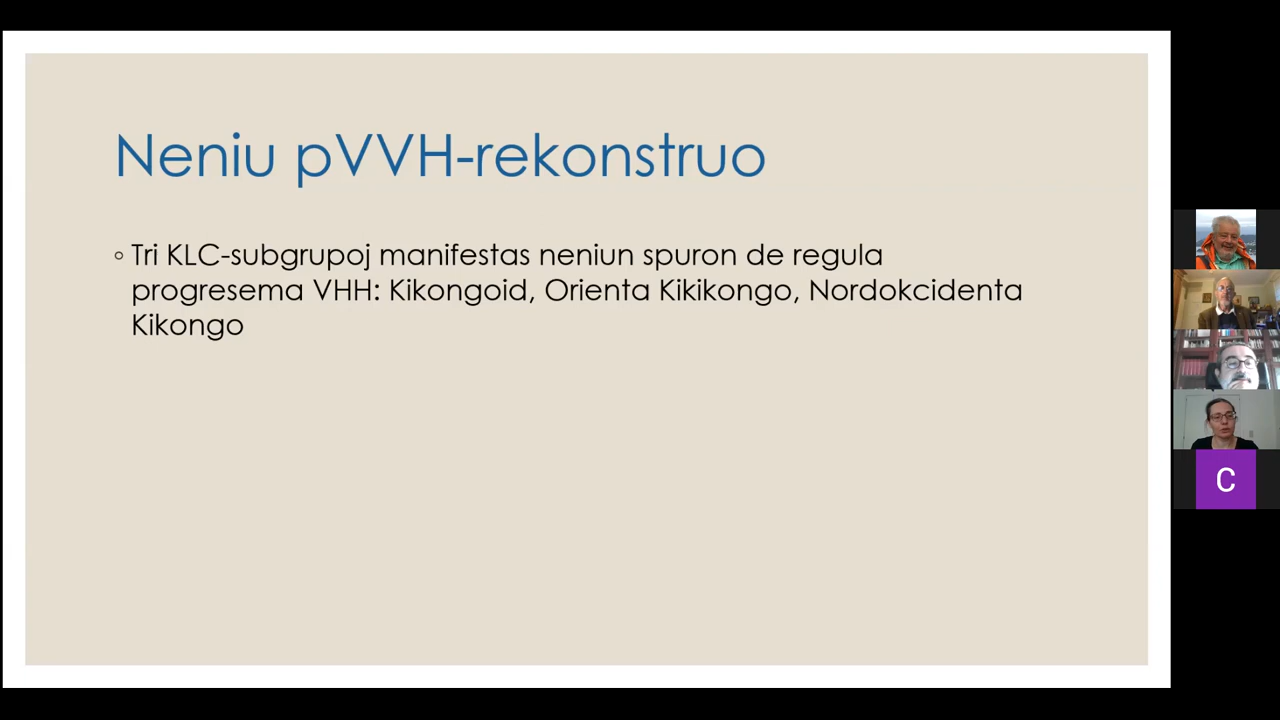 Neniu pVVH-rekonstruo
◦ Tri KLC-subgrupoj manifestas neniun spuron de regula
progresema VHH: Kikongoid, Orienta Kikikongo, Nordokcidenta
Kikongo
C